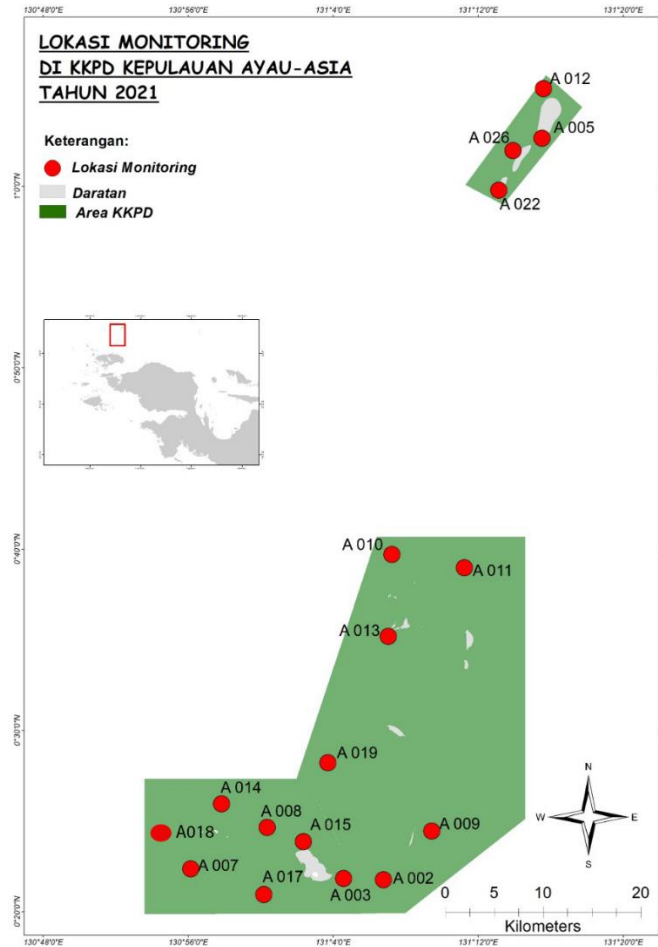 130°48'0"E 130°56'0"E 131°4'0"E 131°12'0"E 131°20'0"E
LOKASI MONITORING
DI KKPD KEPULAUAN AYAU-ASIA
TAHUN 2021
Keterangan:
Lokasi Monitoring
Daratan
Area KKPD
A 012
A 005
A 026
A 022
1°0'0"N
0°50'0"N
0°40'0"N
A 010
A 011
A 013
0°30'0"N
A 019
A 014
A 008
A018
A 015
A 009
A 007
A 017
A 003
A 002
0°20'0"N
N
W E
S
0 5 10 20
Kilometers
130°48'0"E 130°56'0"E 131°4'0"E 131°12'0"E 131°20'0"E